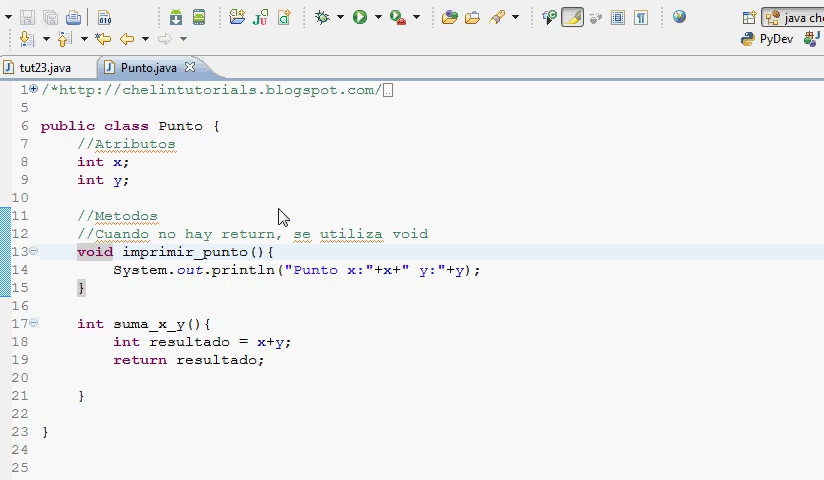 java che
PyDev
tut23.java Punto.java
1 /*http://chelintutorials.blogspot.com/
5
6 public class Punto {
7 //Atributos
8 int x;
9 int y;
10
11 //Metodos
12 //Cuando no hay return, se utiliza void
13 void imprimir_punto(){
14 System.out.println("Punto x:"+x+" y:"+y);
15 }
16
17 int suma_x_y(){
18 int resultado = x+y;
19 return resultado;
20
21 }
22
23 }
24
25